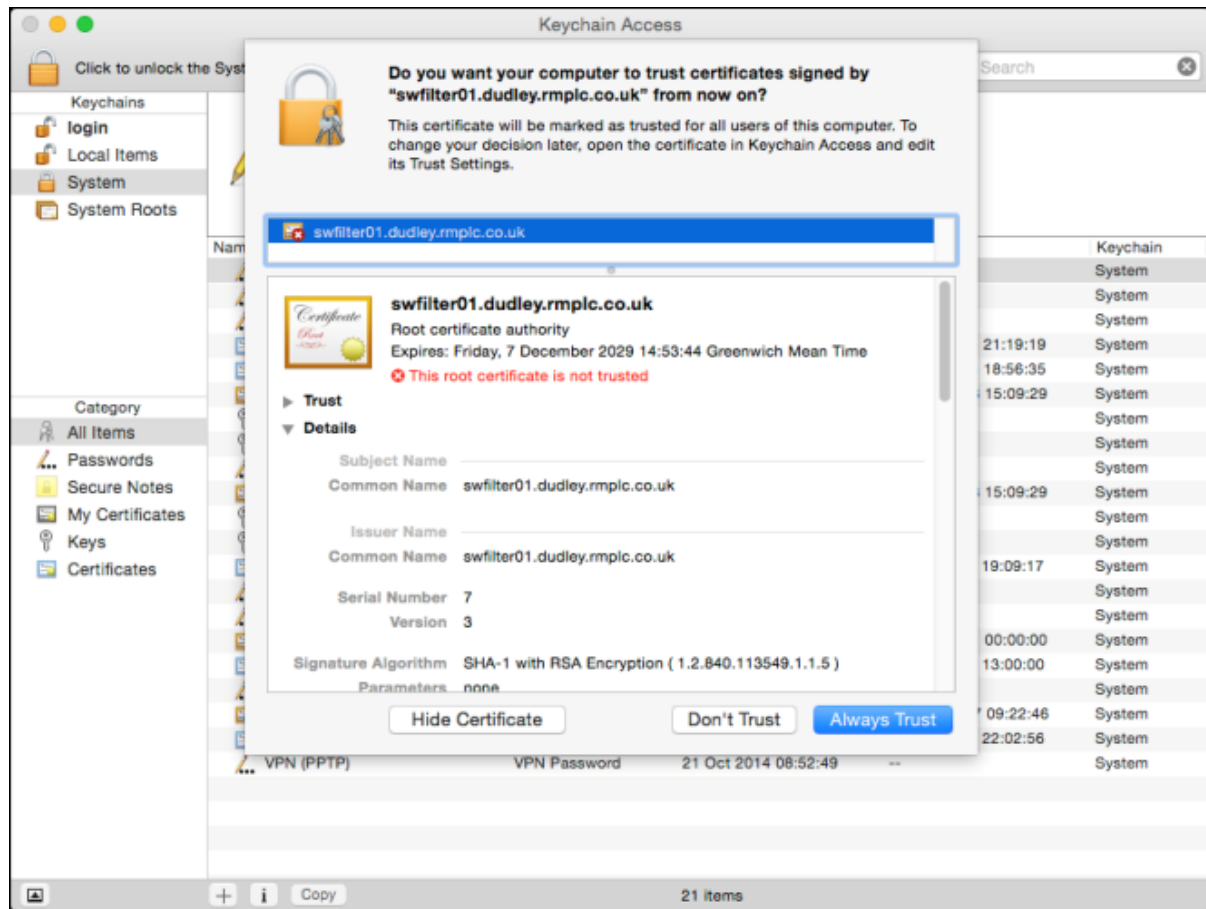 Keychain Access
Click to unlock the Syst
Search
Do you want your computer to trust certificates signed by
“swfilter01.dudley.rmplc.co.uk” from now on?
This certificate will be marked as trusted for all users of this computer. To
change your decision later, open the certificate in Keychain Access and edit
its Trust Settings.
swfilter01.dudley.rmplc.co.uk
Keychains
login
Local Items
System
System Roots
Category
All Items
Passwords
Secure Notes
My Certificates
Keys
Certificates
swfilter01.dudley.rmplc.co.uk
Certificate
Root
Root certificate authority
Expires: Friday, 7 December 2029 14:53:44 Greenwich Mean Time
This root certificate is not trusted
Trust
Details
Subject Name
Common Name swfilter01.dudley.rmplc.co.uk
Issuer Name
Common Name swfilter01.dudley.rmplc.co.uk
Serial Number 7
Version 3
Signature Algorithm SHA-1 with RSA Encryption ( 1.2.840.113549.1.1.5 )
Parameters none
Hide Certificate
Don't Trust
Always Trust
Nam Keychain
System
System
System
21:19:19 System
18:56:35 System
15:09:29 System
System
System
System
15:09:29 System
System
System
19:09:17 System
System
System
00:00:00 System
13:00:00 System
System
09:22:46 System
22:02:56 System
VPN (PPTP) VPN Password 21 Oct 2014 08:52:49 -- System
Copy
21 items